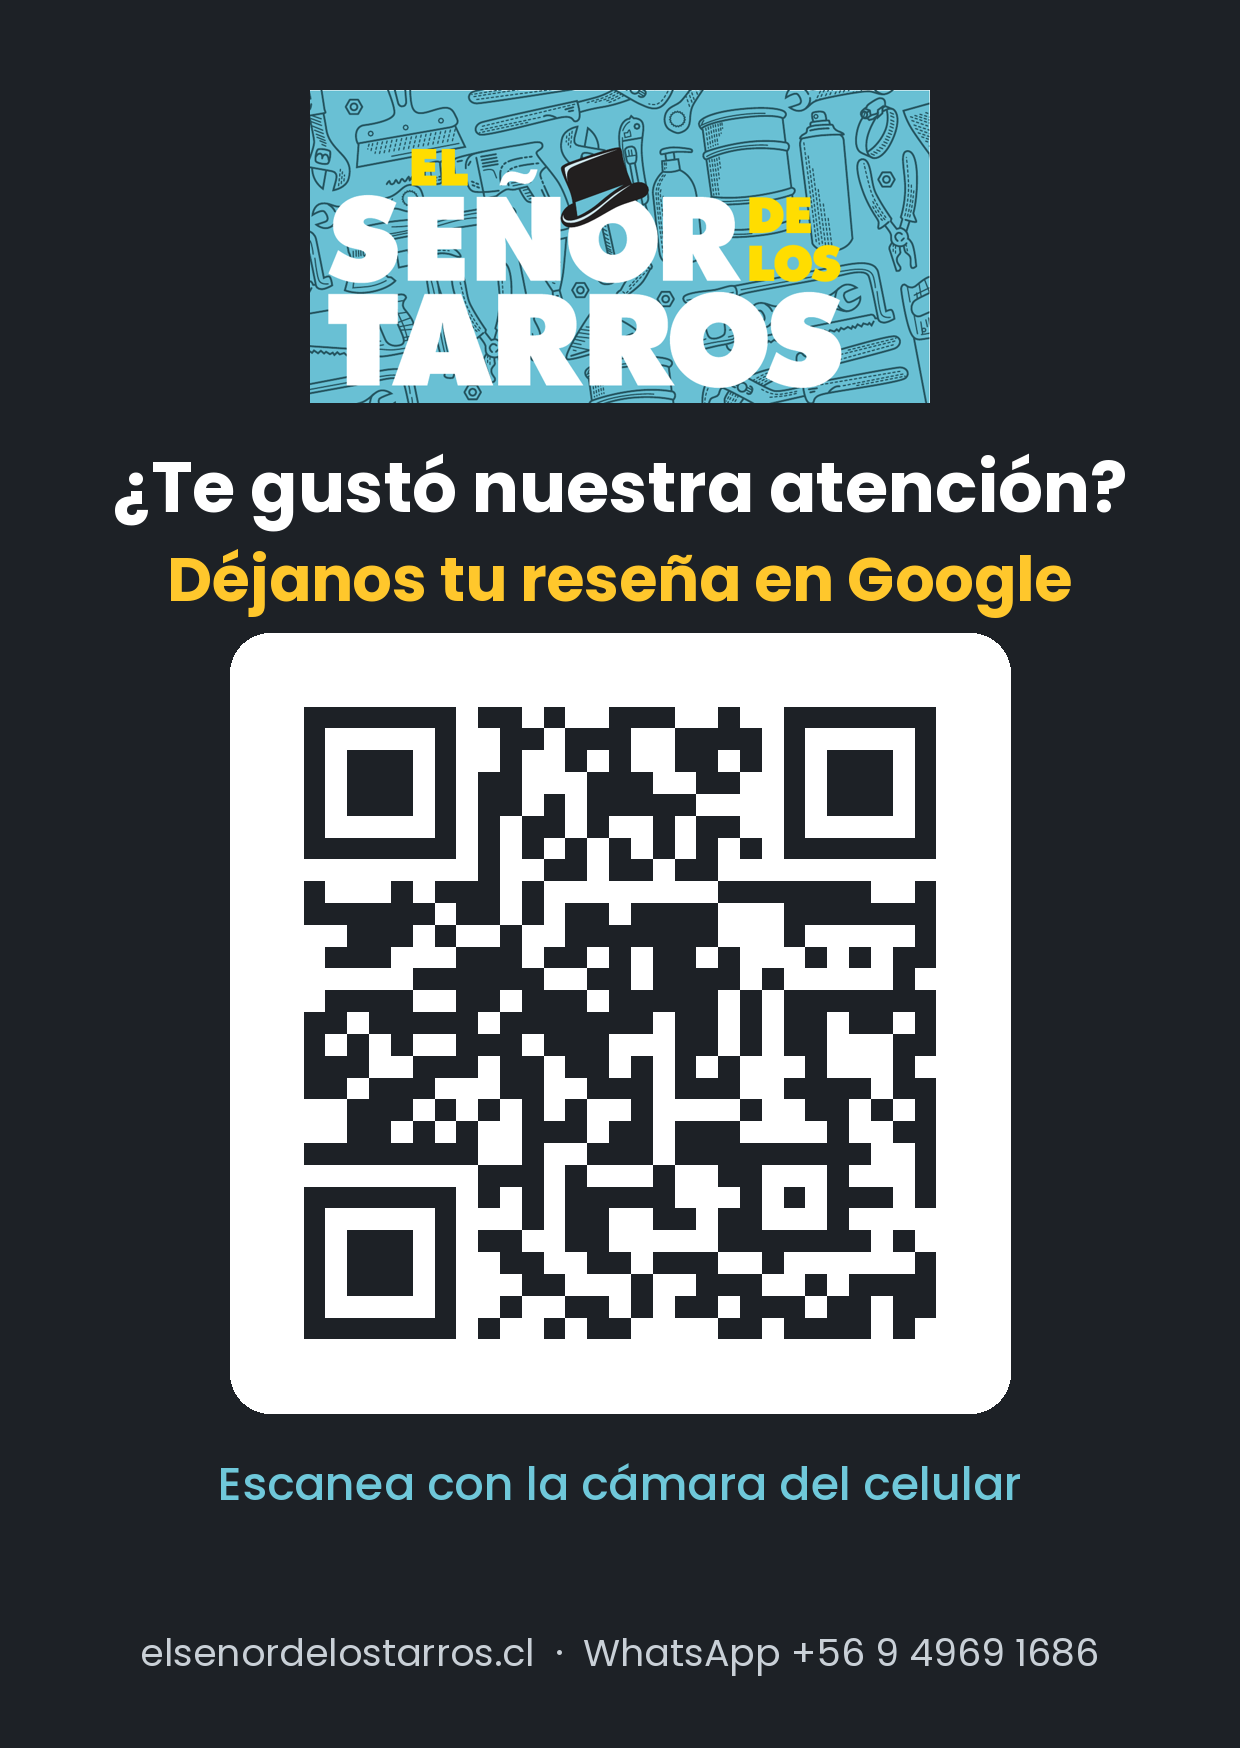 EL
SEÑOR DE LOS
TARROS
¿Te gustó nuestra atención?
Déjanos tu reseña en Google
Escanea con la cámara del celular
elsenordelostarros.cl · WhatsApp +56 9 4969 1686